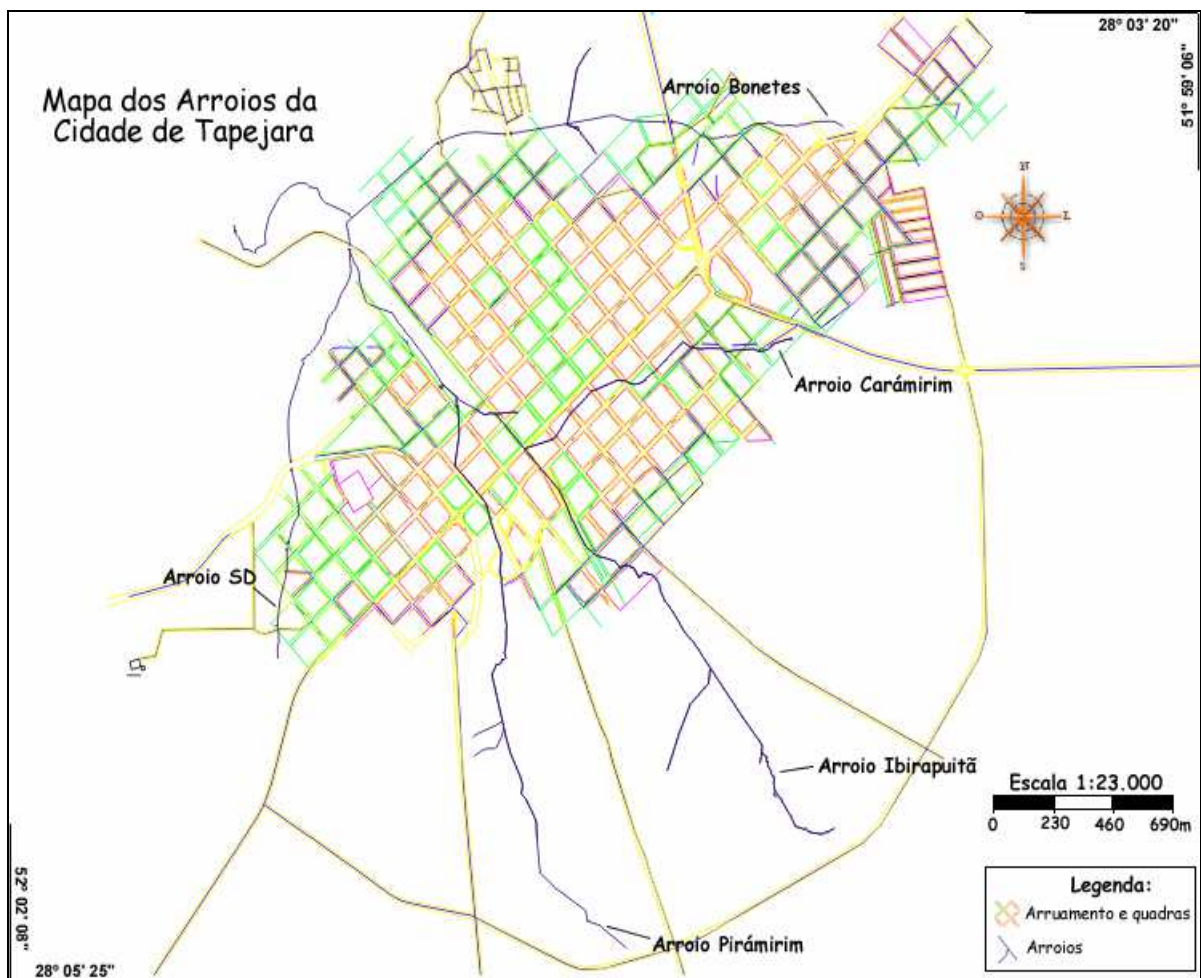 28° 03' 20"
51° 59' 06"
Mapa dos Arroios da
Cidade de Tapejara
Arroio Bonetes
N
O
L
S
Arroio Carámirim
Arroio SD
Arroio Ibirapuitã
Escala 1:23.000
0 230 460 690m
Legenda:
Arruamento e quadras
Arroios
Arroio Pirámirim
52° 02' 08"
28° 05' 25"